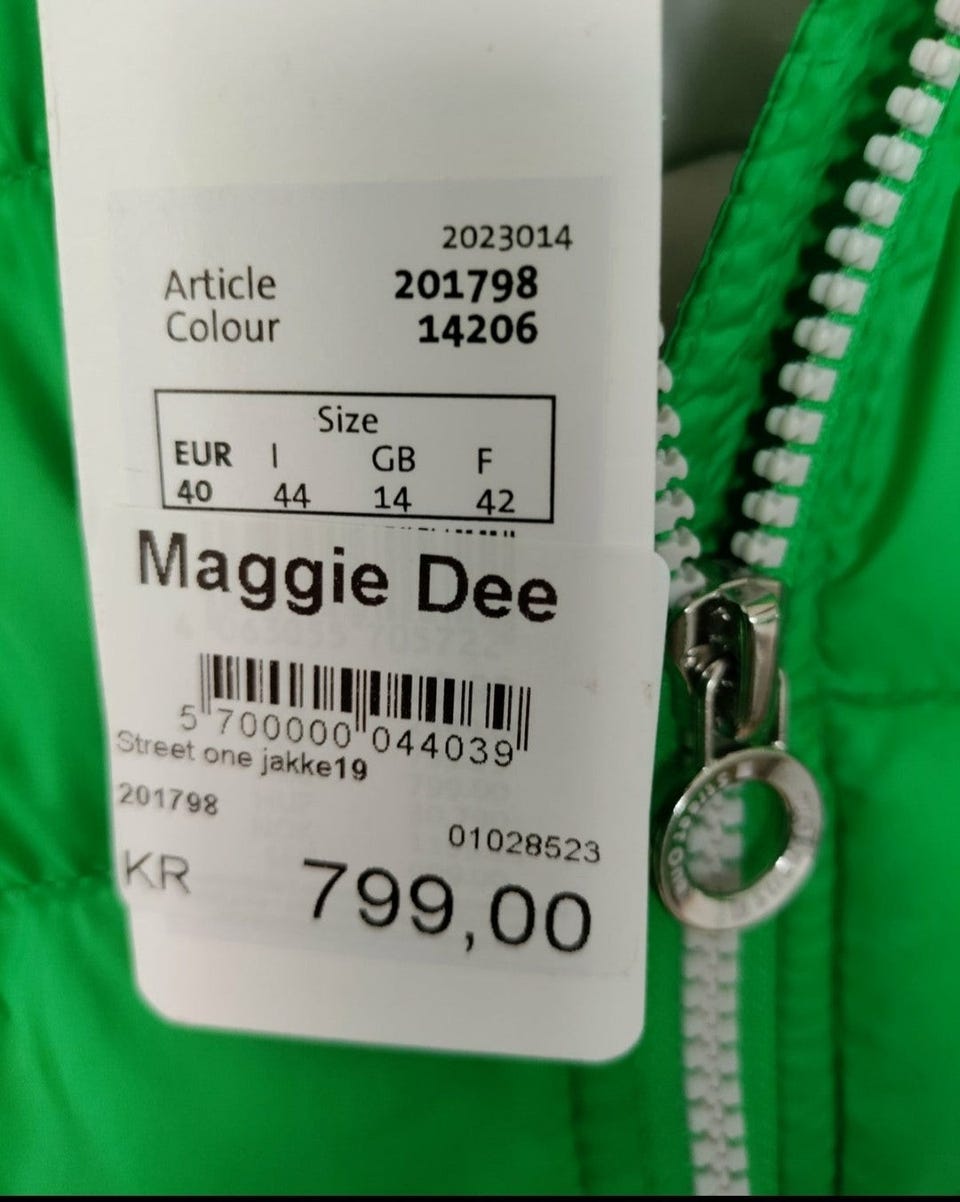 2023014
Article 201798
Colour 14206
Size
EUR I GB F
40 44 14 42
Maggie Dee
5 700000 044039
Street one jakke19
201798
01028523
KR 799,00